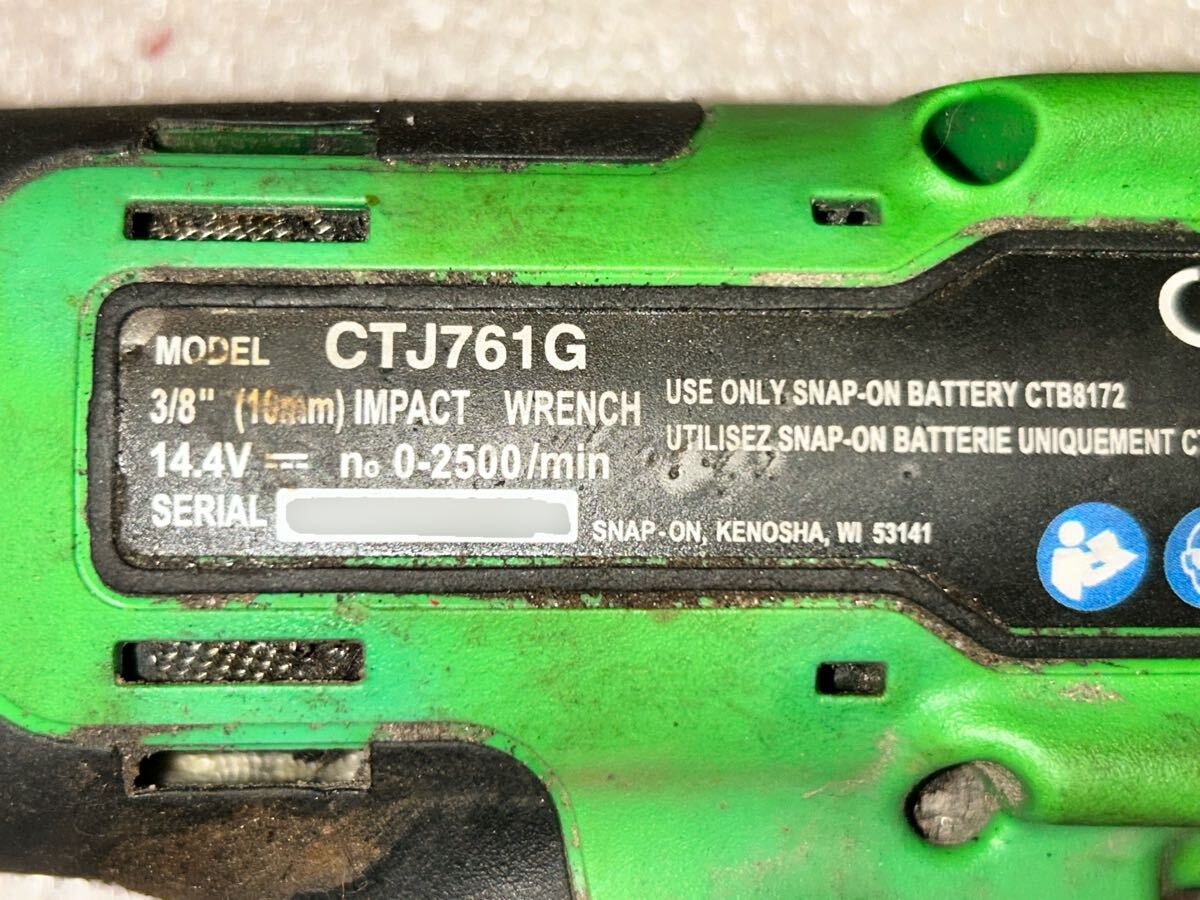 MODEL CTJ761G
3/8" (10mm) IMPACT WRENCH
14.4V ⎓ n₀ 0-2500/min
SERIAL
USE ONLY SNAP-ON BATTERY CTB8172
UTILISEZ SNAP-ON BATTERIE UNIQUEMENT
SNAP-ON, KENOSHA, WI 53141